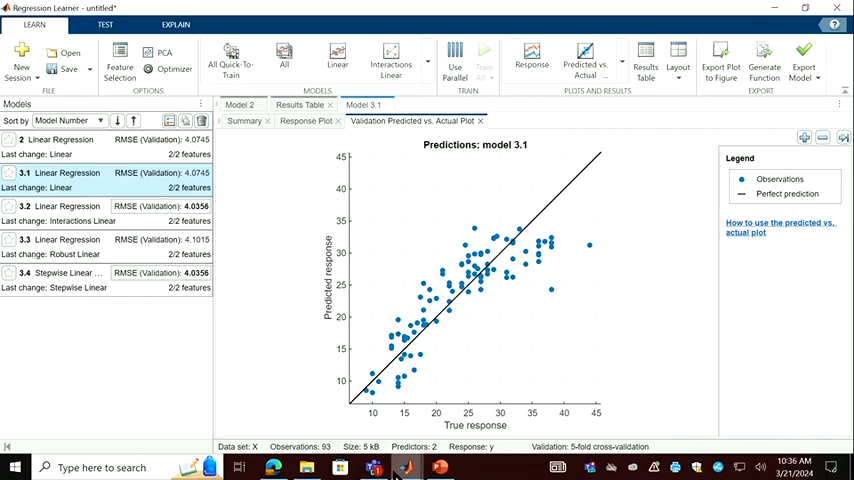 Regression Learner - untitled*
LEARN TEST EXPLAIN
New Session
Open
Save
FILE
Feature Selection
PCA
Optimizer
OPTIONS
All Quick-To-Train
All
Linear
Interactions Linear
MODELS
Use Parallel
Train All
TRAIN
Response
Predicted vs. Actual ...
Results Table
Layout
PLOTS AND RESULTS
Export Plot to Figure
Generate Function
Export Model
EXPORT
Models
Sort by Model Number
2 Linear Regression RMSE (Validation): 4.0745
Last change: Linear 2/2 features
3.1 Linear Regression RMSE (Validation): 4.0745
Last change: Linear 2/2 features
3.2 Linear Regression RMSE (Validation): 4.0356
Last change: Interactions Linear 2/2 features
3.3 Linear Regression RMSE (Validation): 4.1015
Last change: Robust Linear 2/2 features
3.4 Stepwise Linear ... RMSE (Validation): 4.0356
Last change: Stepwise Linear 2/2 features
Model 2 Results Table Model 3.1
Summary Response Plot Validation Predicted vs. Actual Plot
Predictions: model 3.1
45
40
35
30
25
20
15
10
Predicted response
10 15 20 25 30 35 40 45
True response
Legend
Observations
Perfect prediction
How to use the predicted vs.
actual plot
Data set: X Observations: 93 Size: 5 kB Predictors: 2 Response: y Validation: 5-fold cross-validation
Type here to search
10:36 AM
3/21/2024